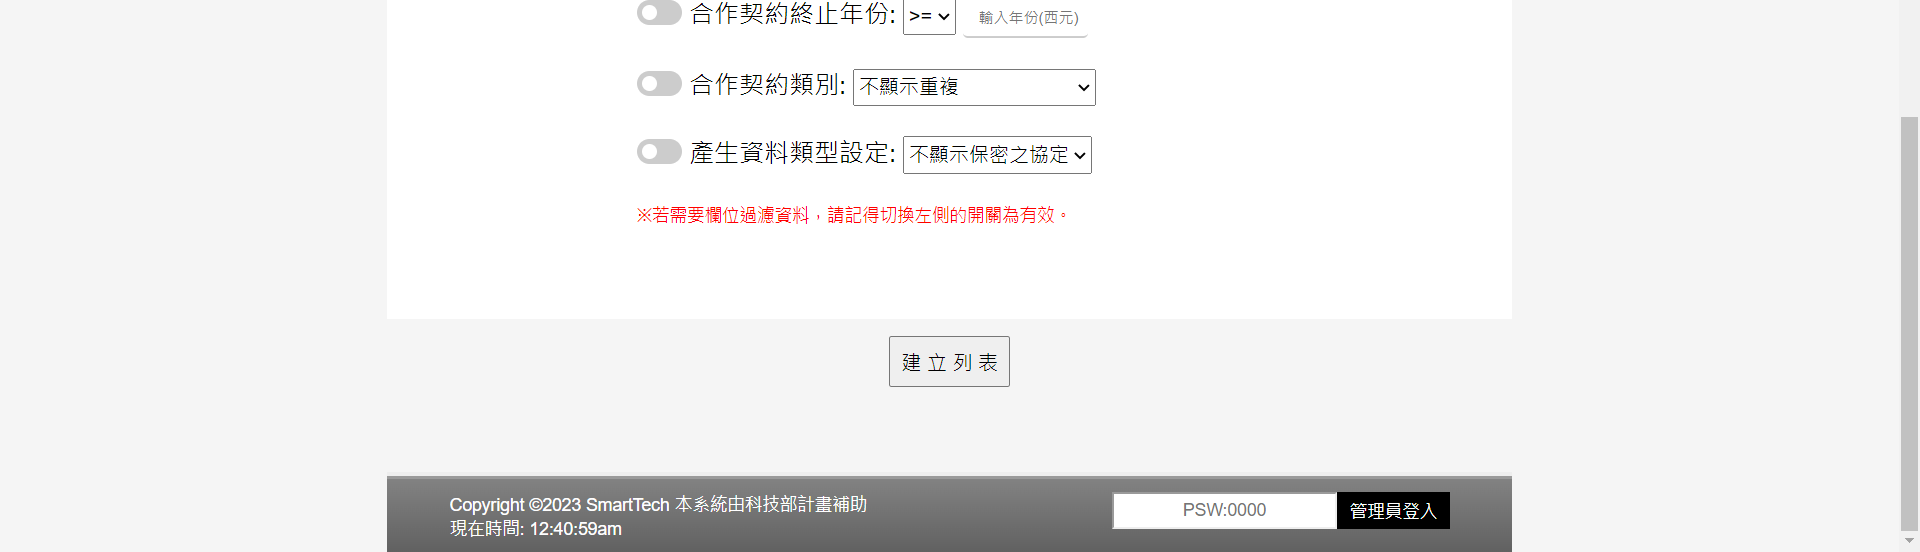 合作契約終止年份: >= 輸入年份(西元)
合作契約類別: 不顯示重複
產生資料類型設定: 不顯示保密之協定
※若需要欄位過濾資料，請記得切換左側的開關為有效。
建立列表
Copyright ©2023 SmartTech 本系統由科技部計畫補助
現在時間: 12:40:59am
PSW:0000 管理員登入